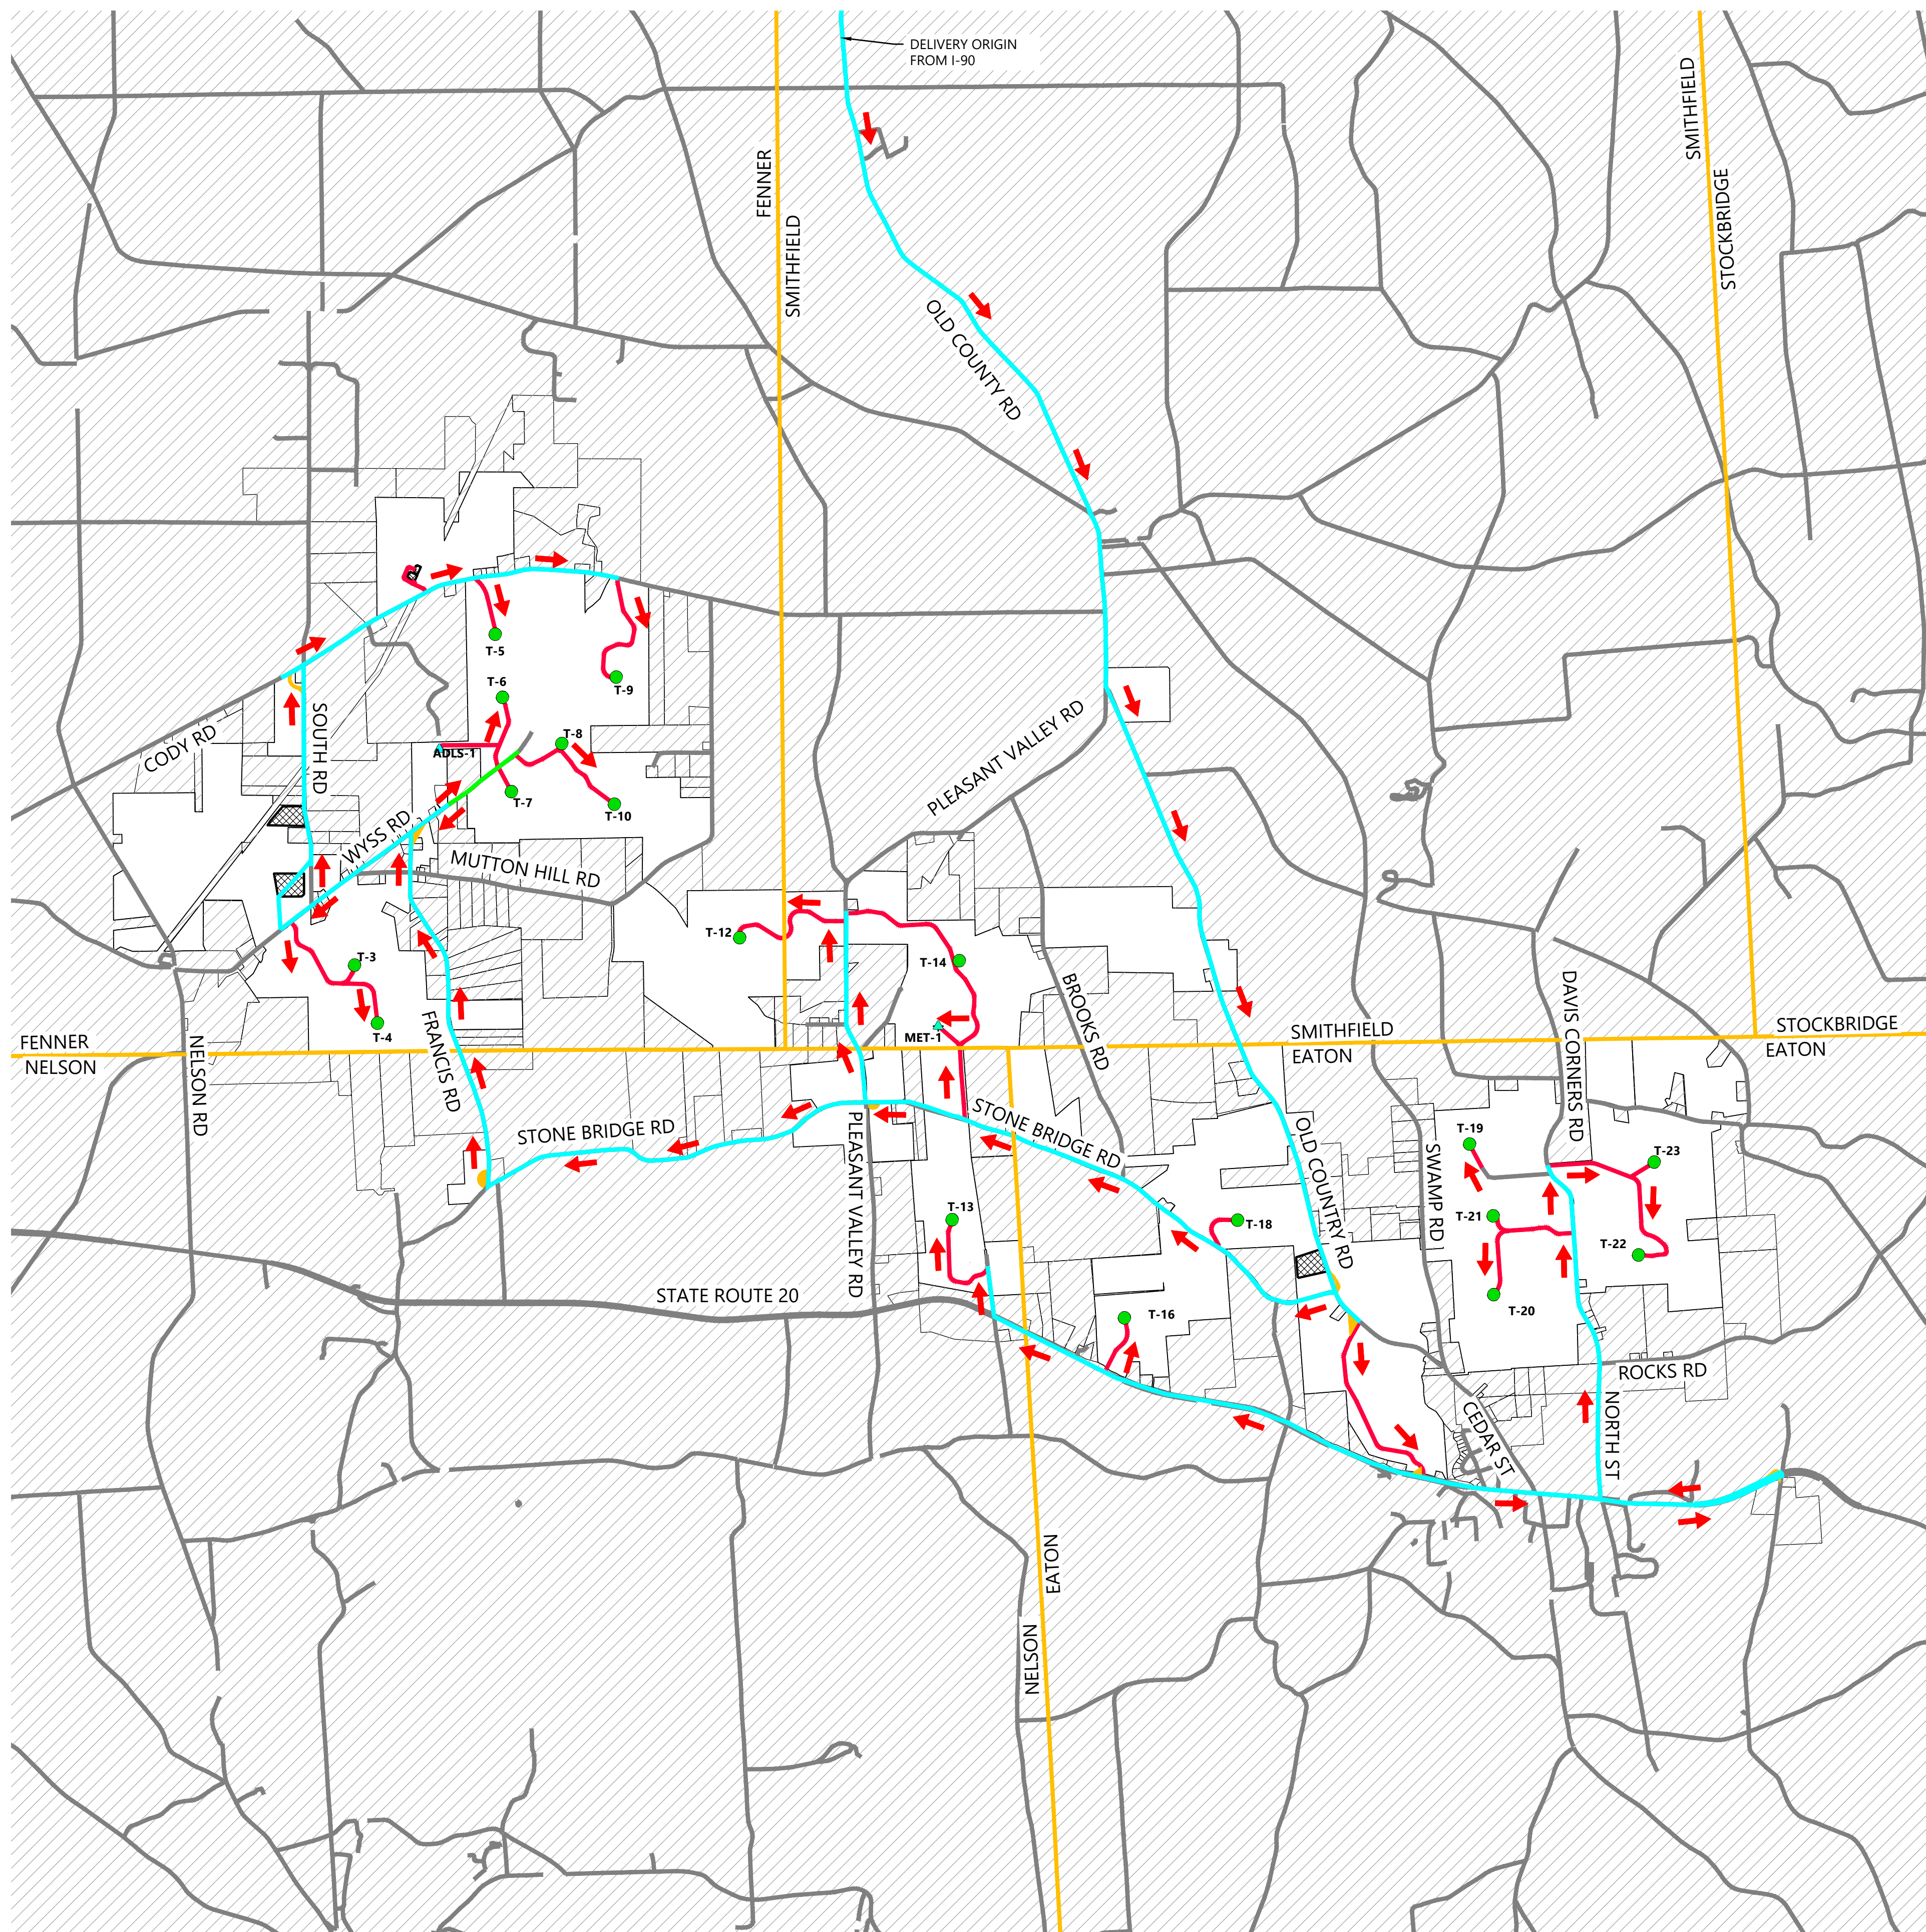 DELIVERY ORIGIN
FROM I-90
FENNER
SMITHFIELD
SMITHFIELD
STOCKBRIDGE
OLD COUNTY RD
T-5
T-9
T-6
T-8
ADLS-1
T-7
T-10
CODY RD
SOUTH RD
WYSS RD
MUTTON HILL RD
PLEASANT VALLEY RD
T-12
T-14
T-3
T-4
MET-1
BROOKS RD
DAVIS CORNERS RD
FENNER
NELSON
SMITHFIELD
EATON
STOCKBRIDGE
EATON
NELSON RD
FRANCIS RD
STONE BRIDGE RD
STONE BRIDGE RD
PLEASANT VALLEY RD
OLD COUNTRY RD
SWAMP RD
T-19
T-23
T-13
T-18
T-21
T-22
T-20
T-16
STATE ROUTE 20
ROCKS RD
CEDAR ST
NORTH ST
EATON
NELSON